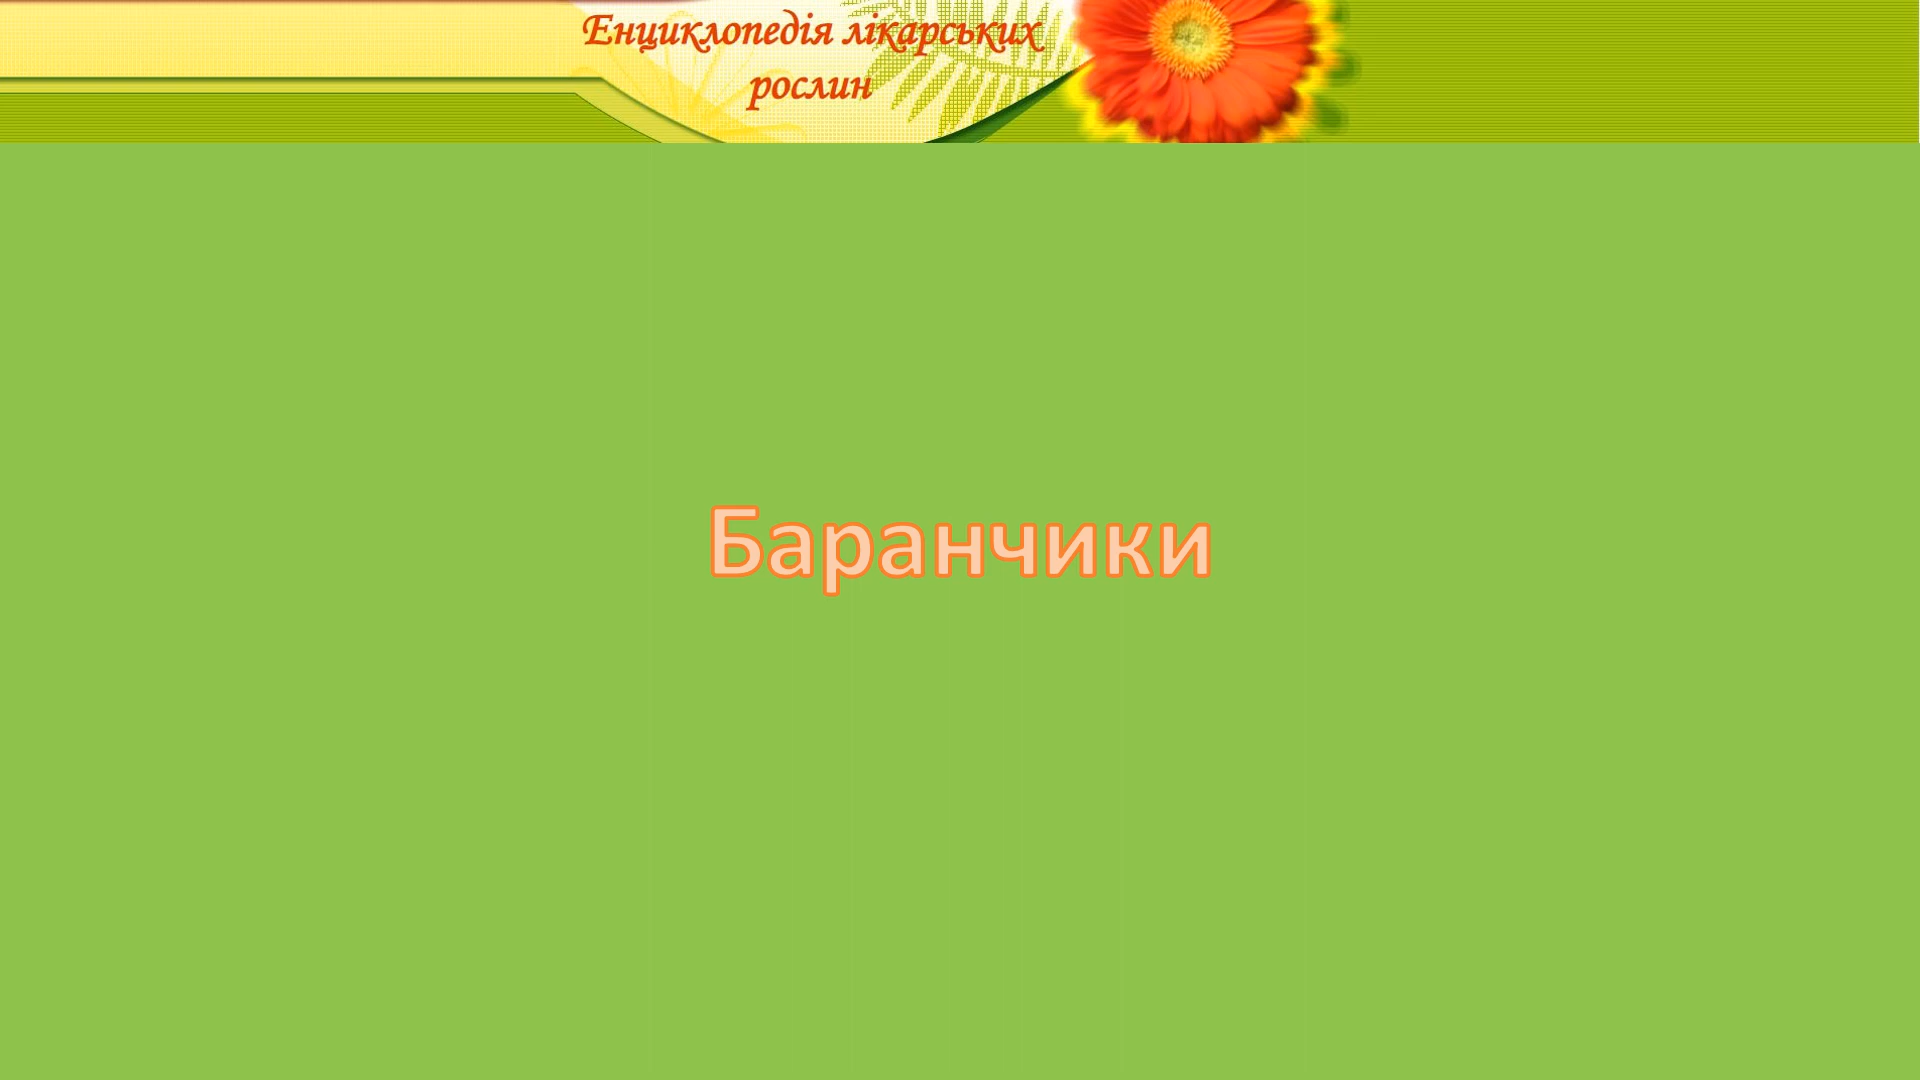 Енциклопедія лікарських
рослин
Баранчики